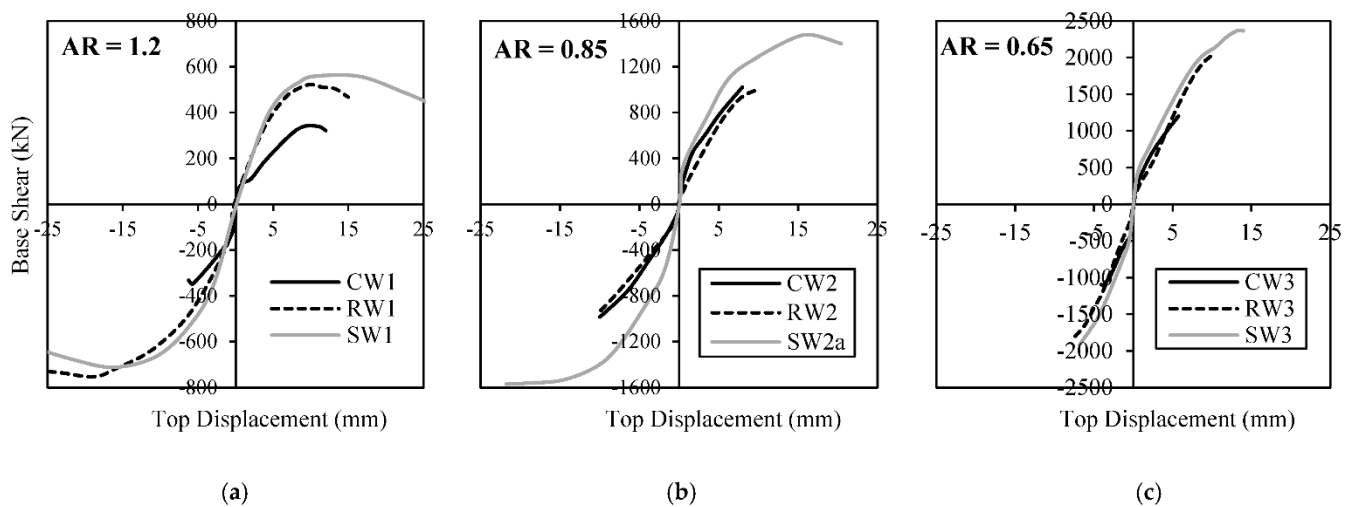 AR = 1.2
800
600
400
200
0
-200
-400
-600
-800
-25 -15 -5 5 15 25
Base Shear (kN)
CW1
RW1
SW1
Top Displacement (mm)
(a)
AR = 0.85
1600
1200
800
400
0
-400
-800
-1200
-1600
-25 -15 -5 5 15 25
CW2
RW2
SW2a
Top Displacement (mm)
(b)
AR = 0.65
2500
2000
1500
1000
500
0
-500
-1000
-1500
-2000
-2500
-25 -15 -5 5 15 25
CW3
RW3
SW3
Top Displacement (mm)
(c)